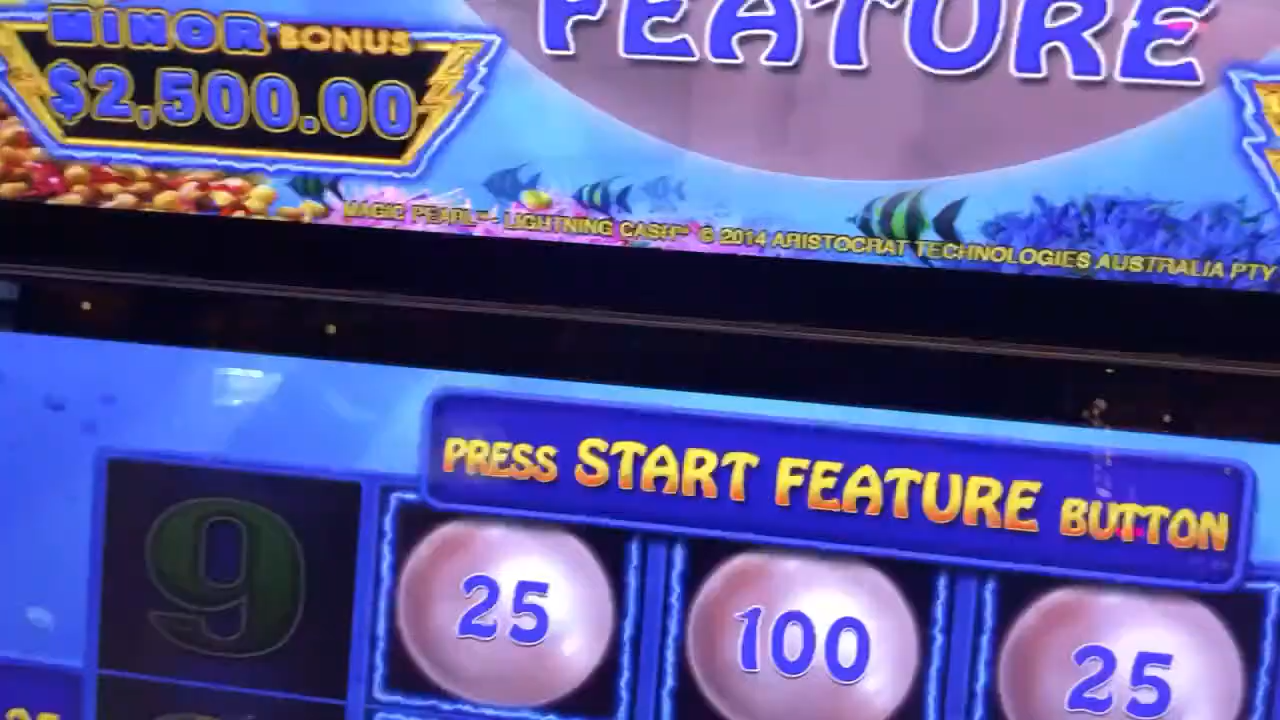 FEATURE
MINOR BONUS
$2,500.00
MAGIC PEARL™ - LIGHTNING CASH™ © 2014 ARISTOCRAT TECHNOLOGIES AUSTRALIA PTY
PRESS START FEATURE BUTTON
9
25 100 25